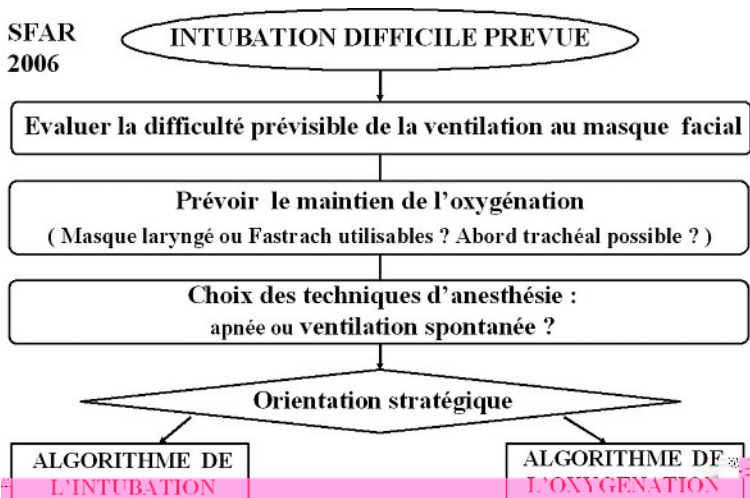 SFAR
2006
INTUBATION DIFFICILE PREVUE
Evaluer la difficulté prévisible de la ventilation au masque facial
Prévoir le maintien de l'oxygénation
( Masque laryngé ou Fastrach utilisables ? Abord trachéal possible ? )
Choix des techniques d'anesthésie :
apnée ou ventilation spontanée ?
Orientation stratégique
ALGORITHME DE
L'INTUBATION
ALGORITHME DE
L'OXYGENATION